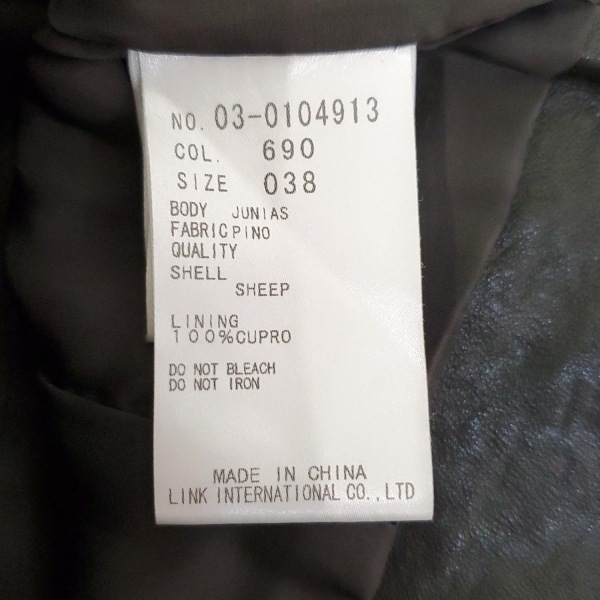 NO. 03-0104913
COL. 690
SIZE 038
BODY JUNIAS
FABRIC PINO
QUALITY
SHELL
SHEEP
LINING
100%CUPRO
DO NOT BLEACH
DO NOT IRON
MADE IN CHINA
LINK INTERNATIONAL CO.,LTD